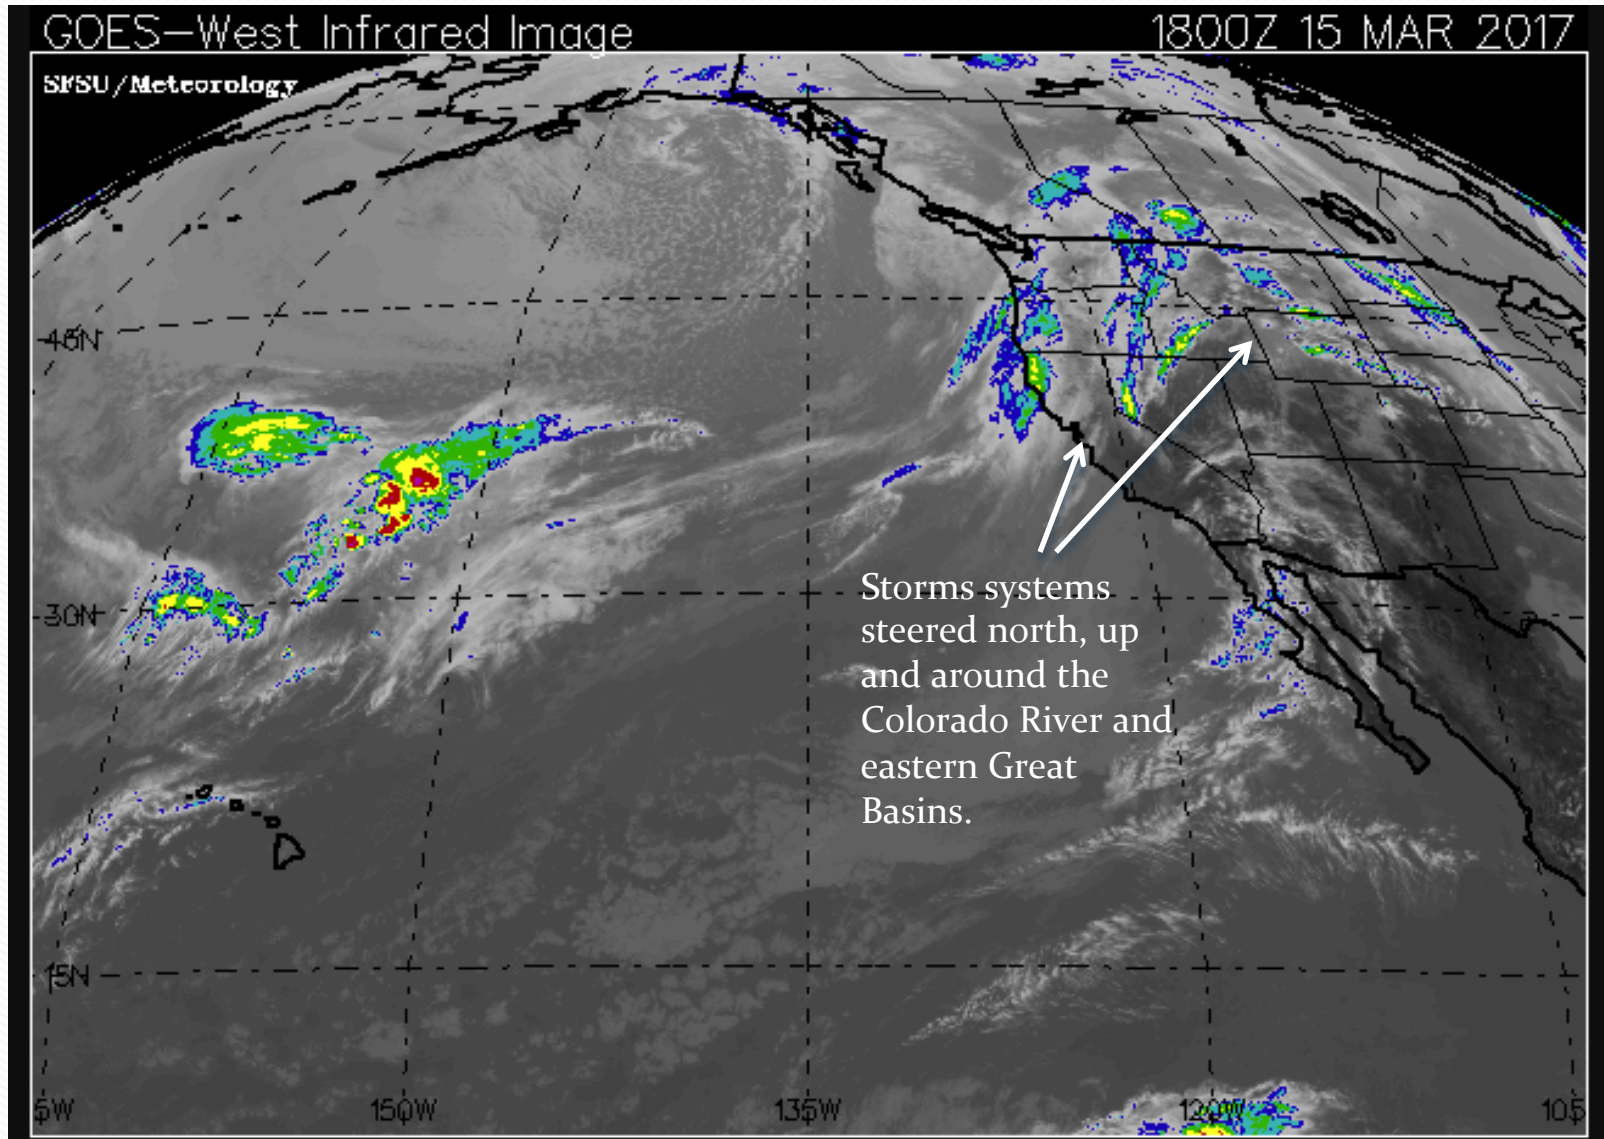 GOES-West Infrared Image
1800Z 15 MAR 2017
SFSU/Meteorology
45N
30N
Storms systems
steered north, up
and around the
Colorado River and
eastern Great
Basins.
15N
5W
150W
135W
120W
105